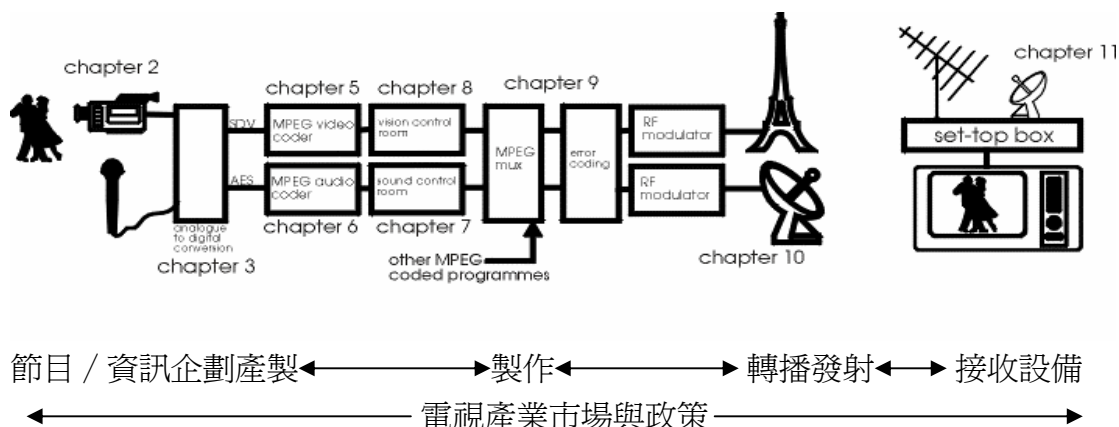 chapter 2
chapter 5
chapter 8
chapter 9
chapter 11
SDV
MPEG video
coder
vision control
room
MPEG
mux
error
coding
RF
modulator
set-top box
AES
MPEG audio
coder
sound control
room
RF
modulator
analogue
to digital
conversion
chapter 3
chapter 6
chapter 7
other MPEG
coded programmes
chapter 10
節目 / 資訊企劃產製
製作
轉播發射
接收設備
電視產業市場與政策